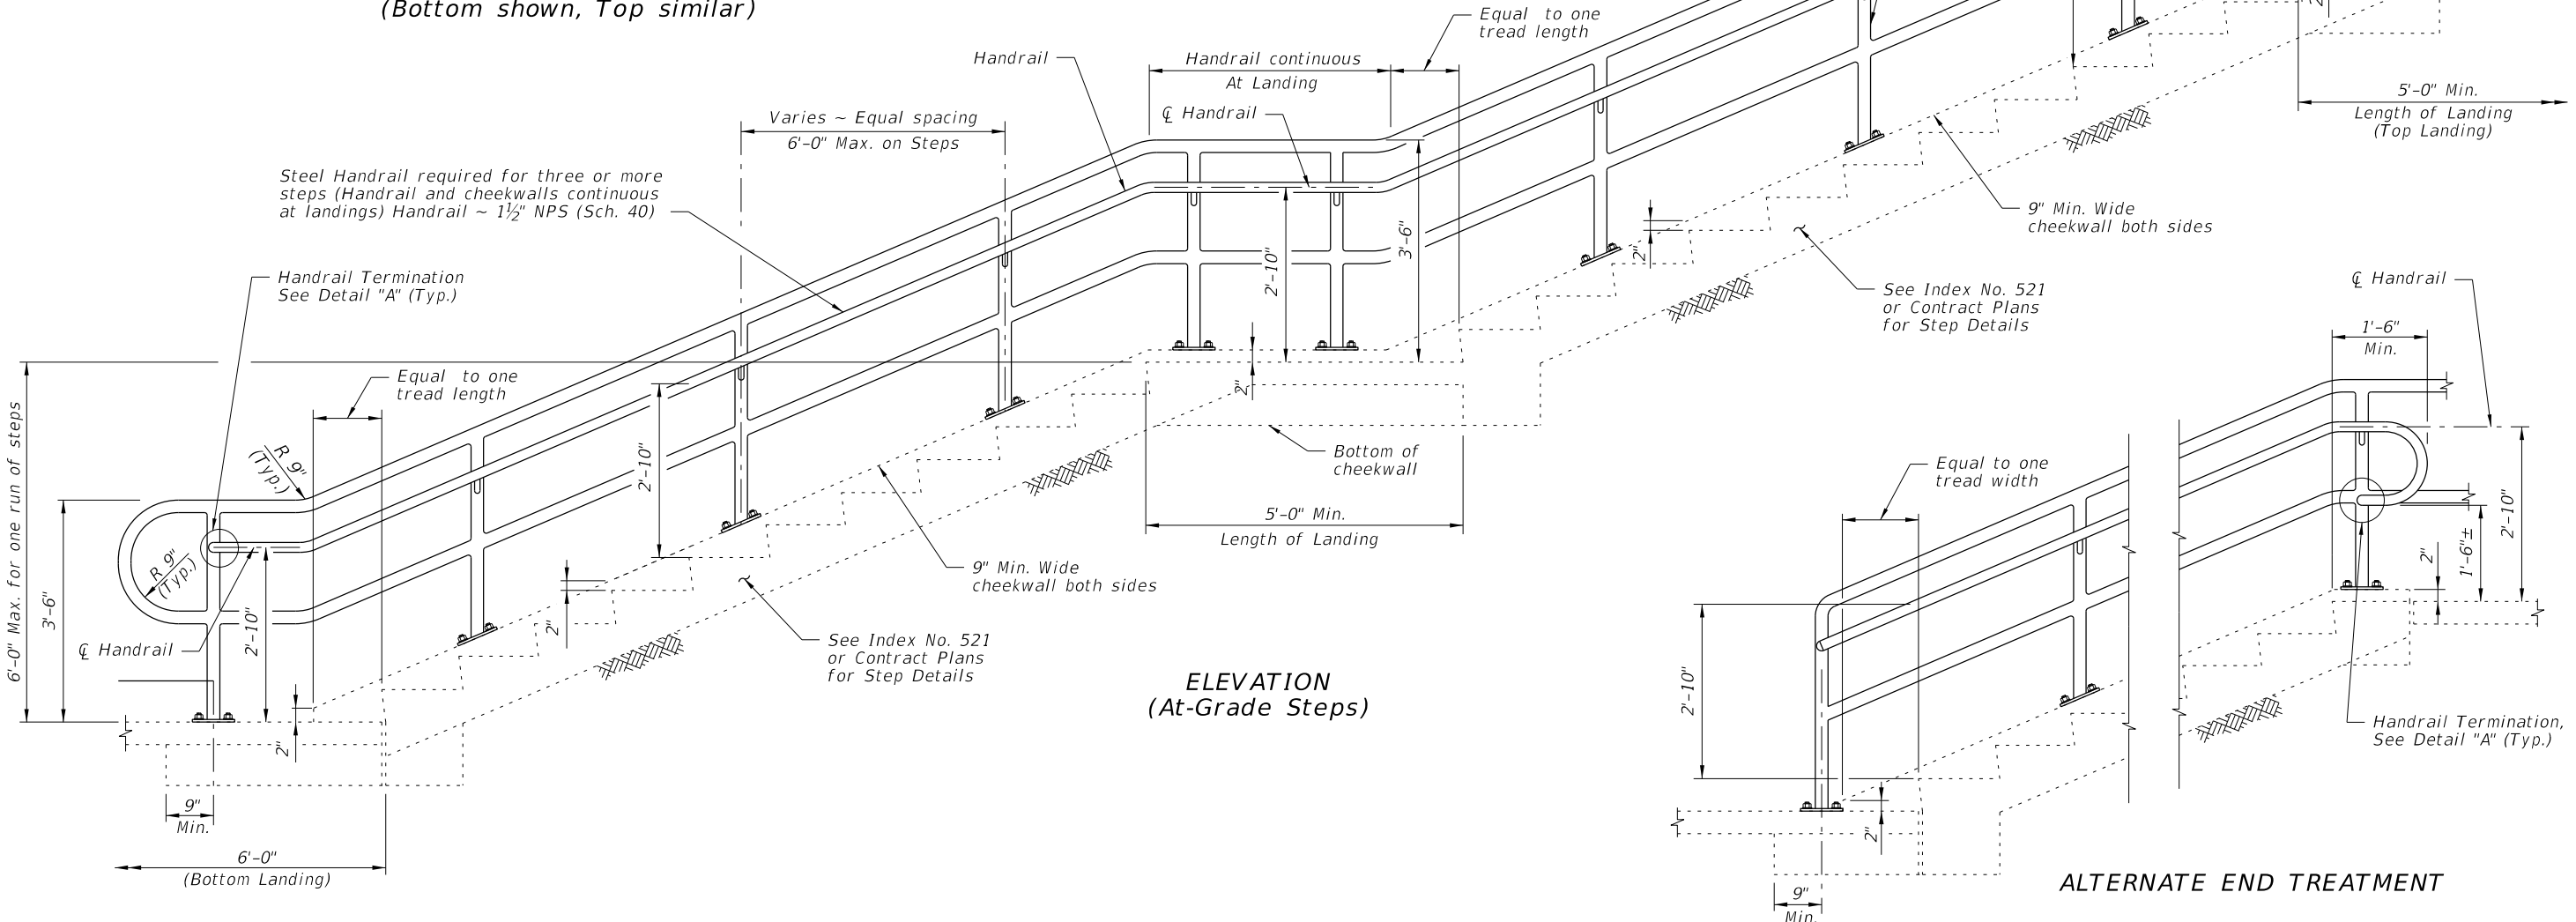 (Bottom shown, Top similar)
Equal to one
tread length
Handrail
Handrail continuous
At Landing
℄ Handrail
5'-0" Min.
Length of Landing
(Top Landing)
Varies ~ Equal spacing
6'-0" Max. on Steps
Steel Handrail required for three or more
steps (Handrail and cheekwalls continuous
at landings) Handrail ~ 1½" NPS (Sch. 40)
Handrail Termination
See Detail "A" (Typ.)
Equal to one
tread length
R 9"
(Typ.)
R 9"
(Typ.)
6'-0" Max. for one run of steps
3'-6"
℄ Handrail
2'-10"
2"
9"
Min.
6'-0"
(Bottom Landing)
2"
2'-10"
See Index No. 521
or Contract Plans
for Step Details
9" Min. Wide
cheekwall both sides
2'-10"
2"
3'-6"
Bottom of
cheekwall
5'-0" Min.
Length of Landing
2"
9" Min. Wide
cheekwall both sides
See Index No. 521
or Contract Plans
for Step Details
ELEVATION
(At-Grade Steps)
℄ Handrail
1'-6"
Min.
Equal to one
tread width
2'-10"
2"
9"
Min.
2"
1'-6"±
2'-10"
Handrail Termination,
See Detail "A" (Typ.)
ALTERNATE END TREATMENT